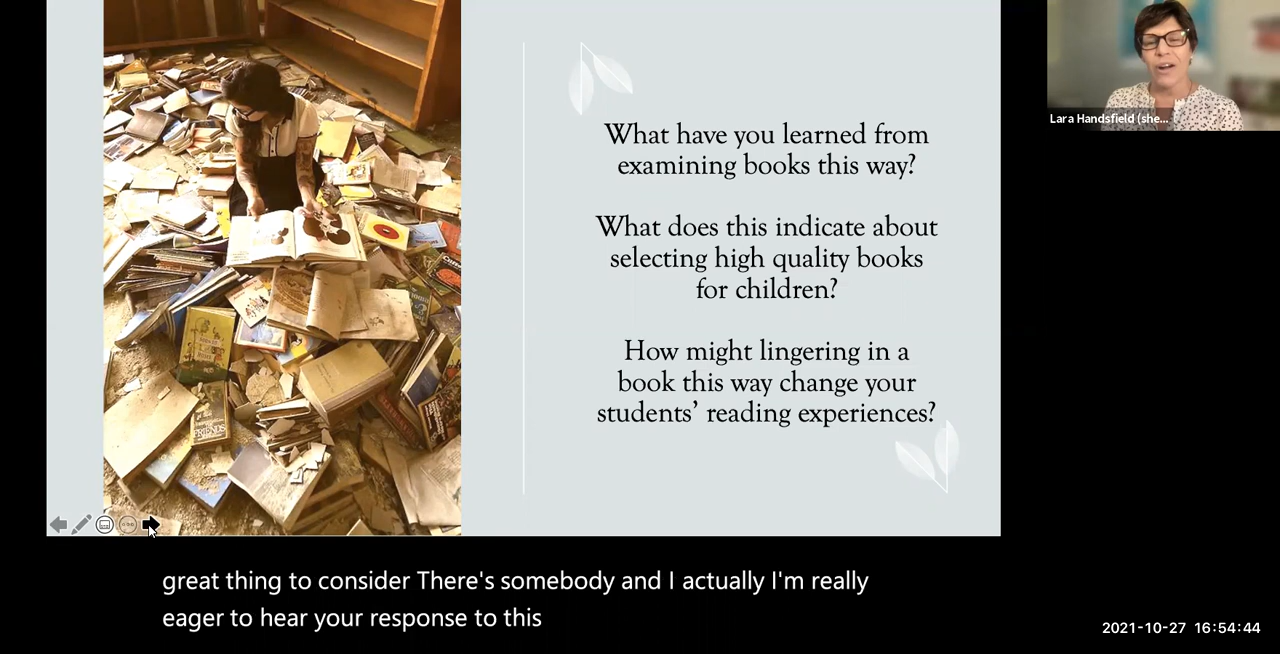 What have you learned from
examining books this way?
What does this indicate about
selecting high quality books
for children?
How might lingering in a
book this way change your
students’ reading experiences?
Lara Handsfield (she...
FRIENDS
great thing to consider There's somebody and I actually I'm really
eager to hear your response to this
2021-10-27 16:54:44